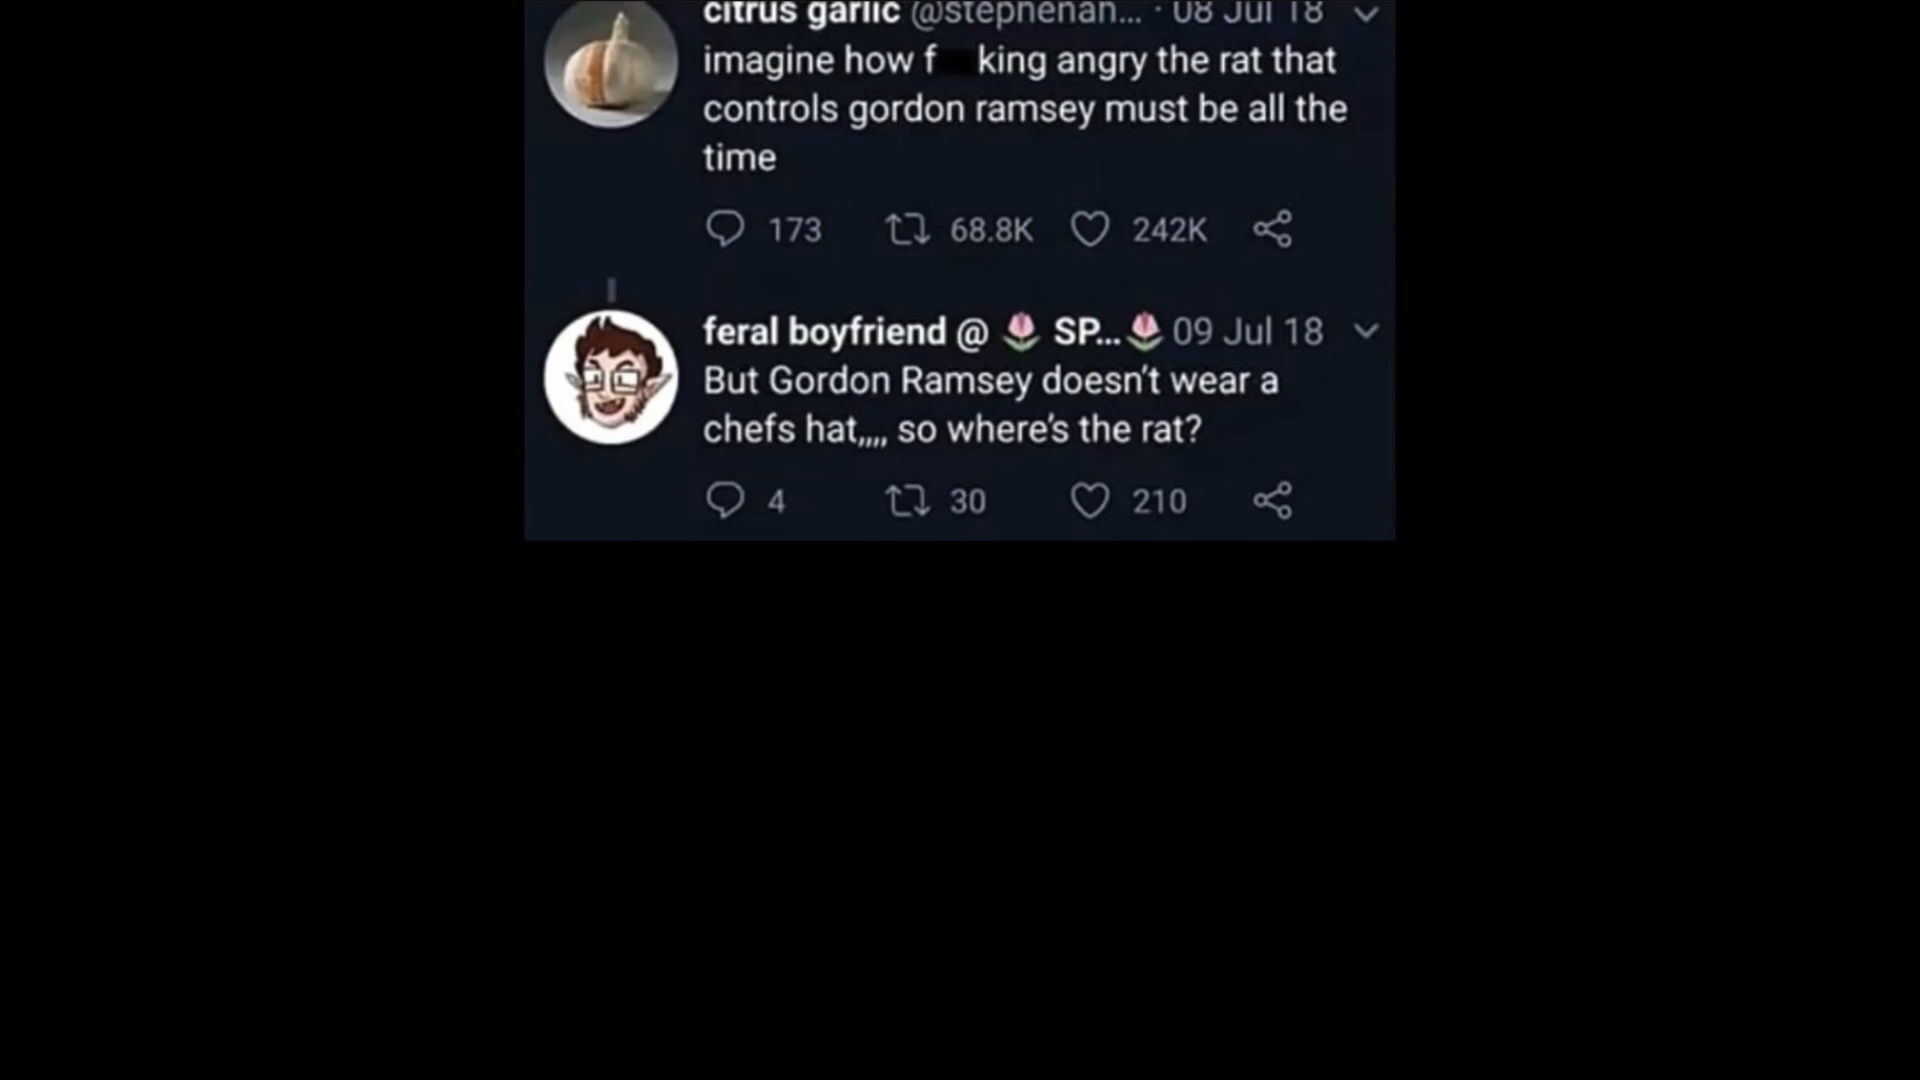 citrus garlic @stephenan... · 08 Jul 18
imagine how f king angry the rat that
controls gordon ramsey must be all the
time
173 68.8K 242K
feral boyfriend @ 🌷 SP...🌷 09 Jul 18
But Gordon Ramsey doesn't wear a
chefs hat,,,, so where's the rat?
4 30 210